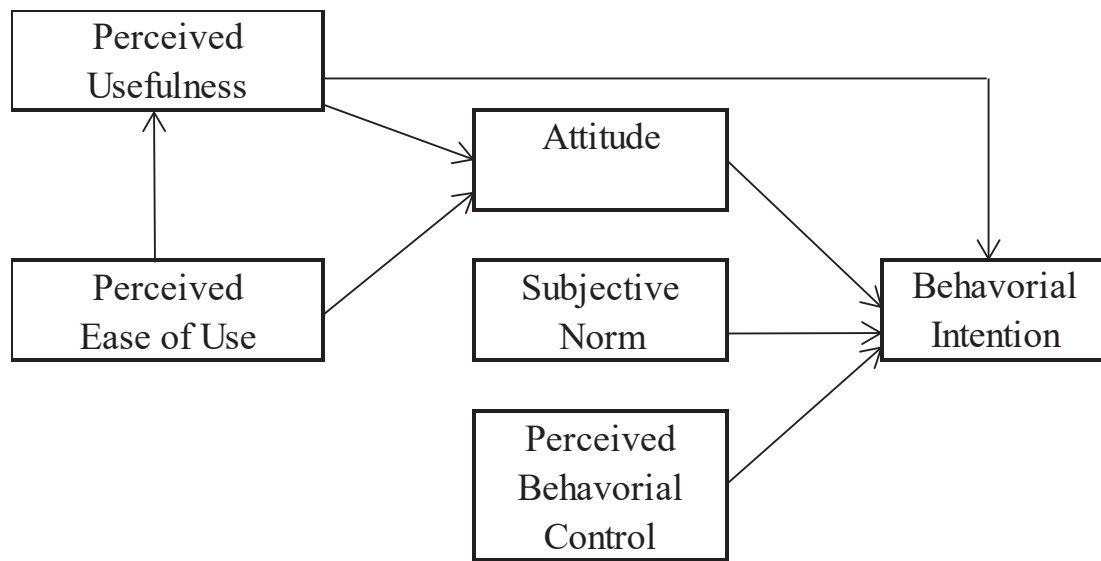 Perceived
Usefulness
Attitude
Perceived
Ease of Use
Subjective
Norm
Behavorial
Intention
Perceived
Behavorial
Control